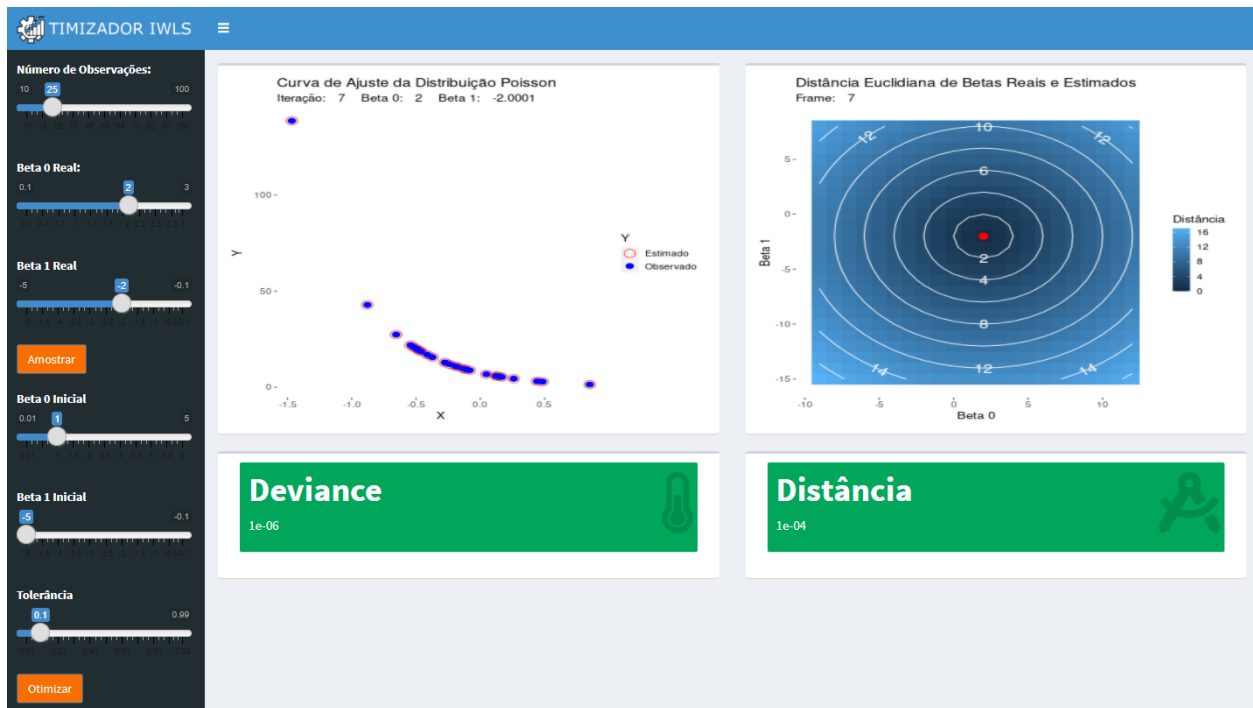 TIMIZADOR IWLS
Número de Observações:
10 25 100
Beta 0 Real:
0.1 2 3
Beta 1 Real
-5 -2 -0.1
Amostrar
Beta 0 Inicial
0.01 1 5
Beta 1 Inicial
-5 -0.1
Tolerância
0.1 0.99
Otimizar
Curva de Ajuste da Distribuição Poisson
Iteração: 7 Beta 0: 2 Beta 1: -2.0001
100
50
0
Y
-1.5 -1.0 -0.5 0.0 0.5
X
Y
Estimado
Observado
Distância Euclidiana de Betas Reais e Estimados
Frame: 7
5
0
-5
-10
-15
Beta 1
12 10 12
6
2
4
8
14 12 14
-10 -5 0 5 10
Beta 0
Distância
16
12
8
4
0
Deviance
1e-06
Distância
1e-04